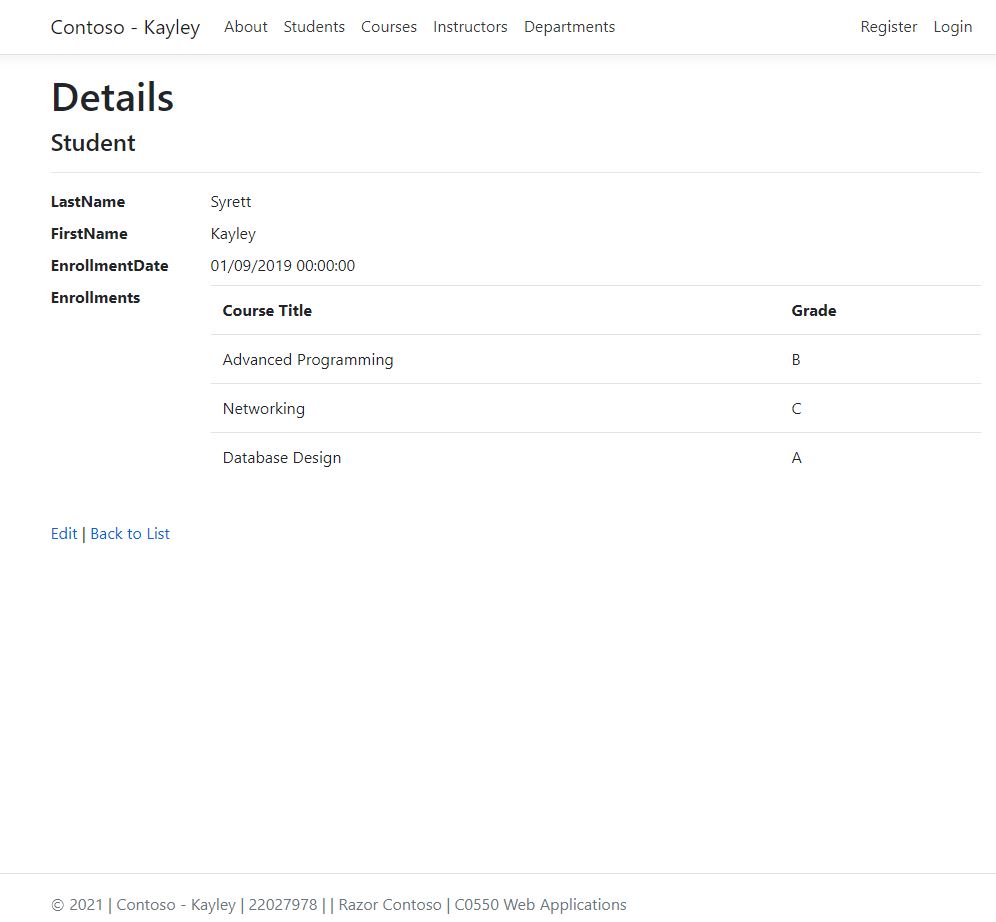 Contoso - Kayley About Students Courses Instructors Departments Register Login
Details
Student
LastName Syrett
FirstName Kayley
EnrollmentDate 01/09/2019 00:00:00
Enrollments
Course Title Grade
Advanced Programming B
Networking C
Database Design A
Edit | Back to List
© 2021 | Contoso - Kayley | 22027978 | | Razor Contoso | C0550 Web Applications